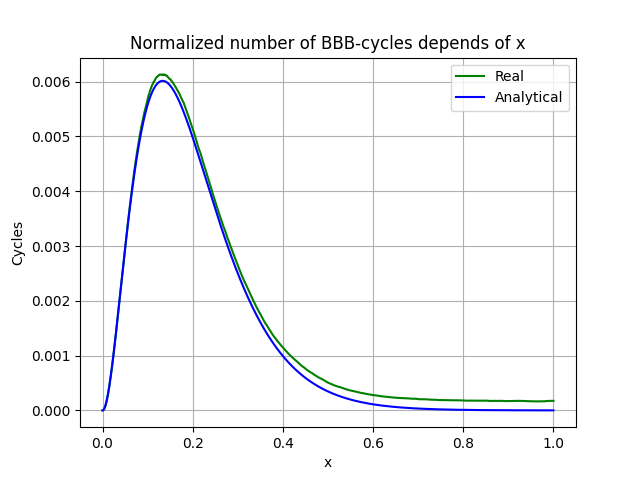 Normalized number of BBB-cycles depends of x
Real
Analytical
Cycles
0.006
0.005
0.004
0.003
0.002
0.001
0.000
0.0 0.2 0.4 0.6 0.8 1.0
x